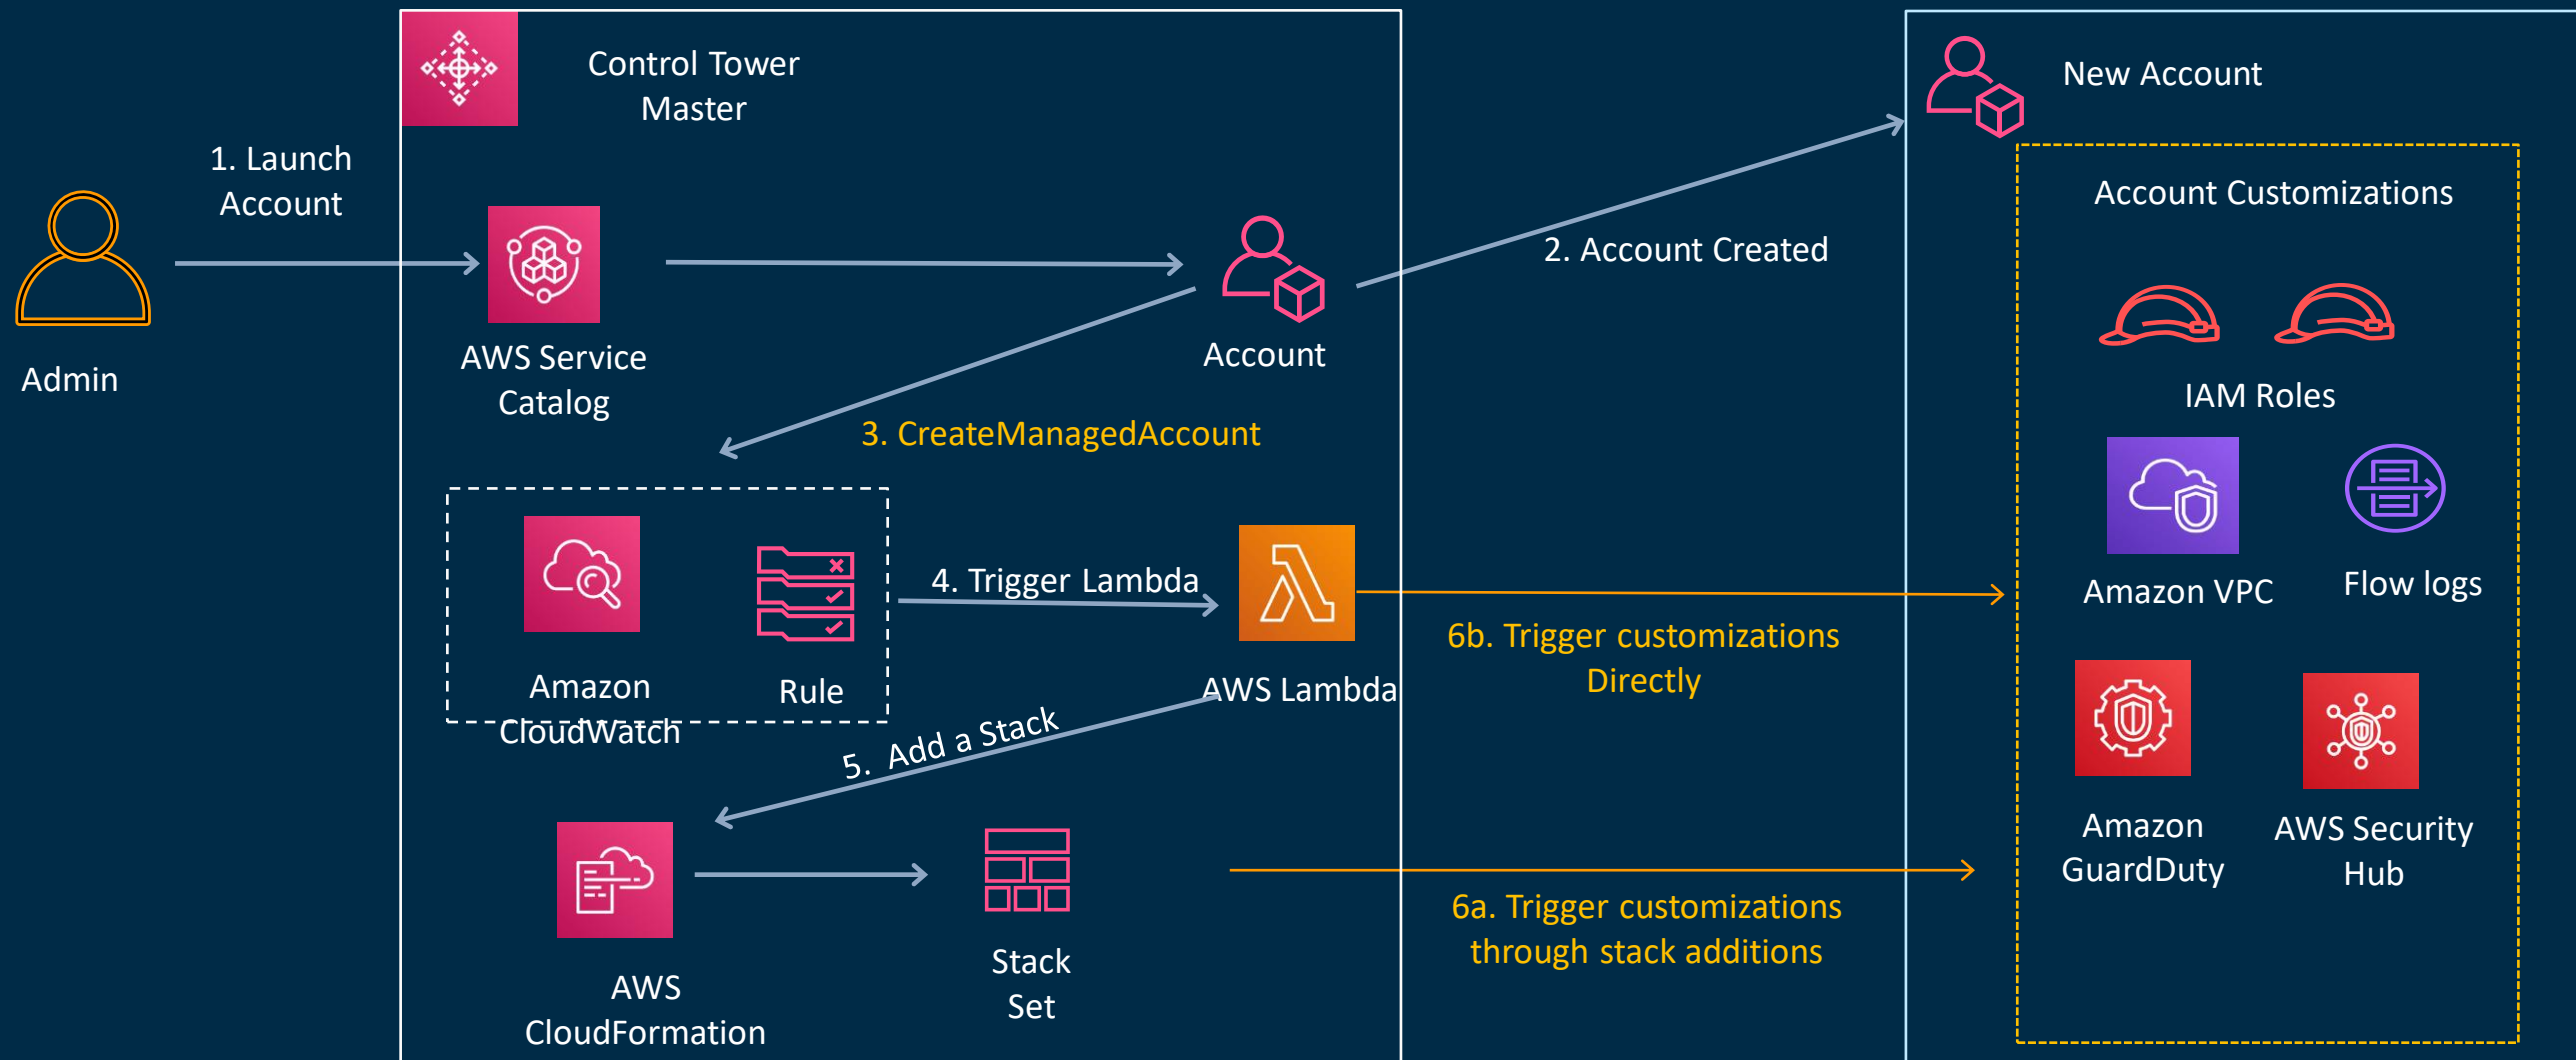 Control Tower
Master
New Account
1. Launch
Account
Account Customizations
2. Account Created
Admin
AWS Service
Catalog
Account
IAM Roles
3. CreateManagedAccount
4. Trigger Lambda
Amazon VPC
Flow logs
6b. Trigger customizations
Directly
Amazon
CloudWatch
Rule
AWS Lambda
5. Add a Stack
Amazon
GuardDuty
AWS Security
Hub
6a. Trigger customizations
through stack additions
Stack
Set
AWS
CloudFormation